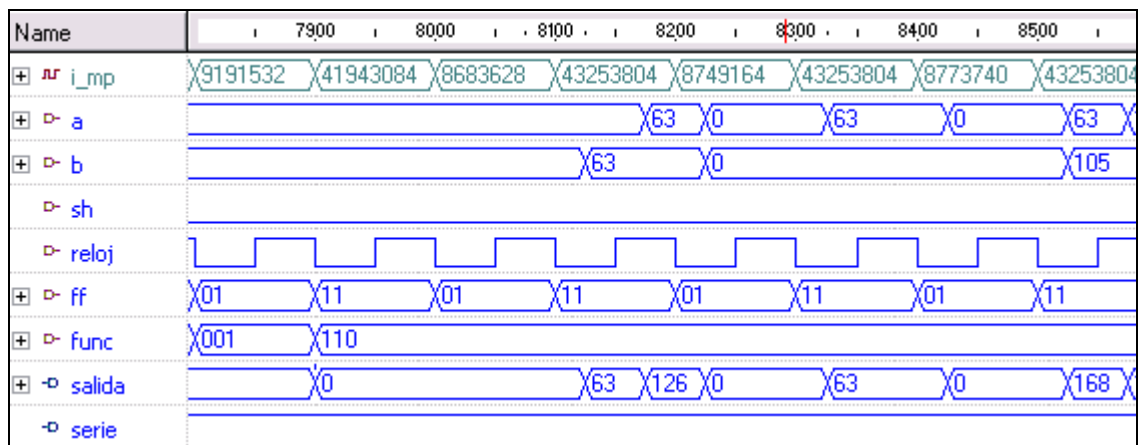 Name 7900 8000 8100 8200 8300 8400 8500
i_mp 9191532 41943084 8683628 43253804 8749164 43253804 8773740 43253804
a 63 0 63 0 63
b 63 0 105
sh
reloj
ff 01 11 01 11 01 11 01 11
func 001 110
salida 0 63 126 0 63 0 168
serie